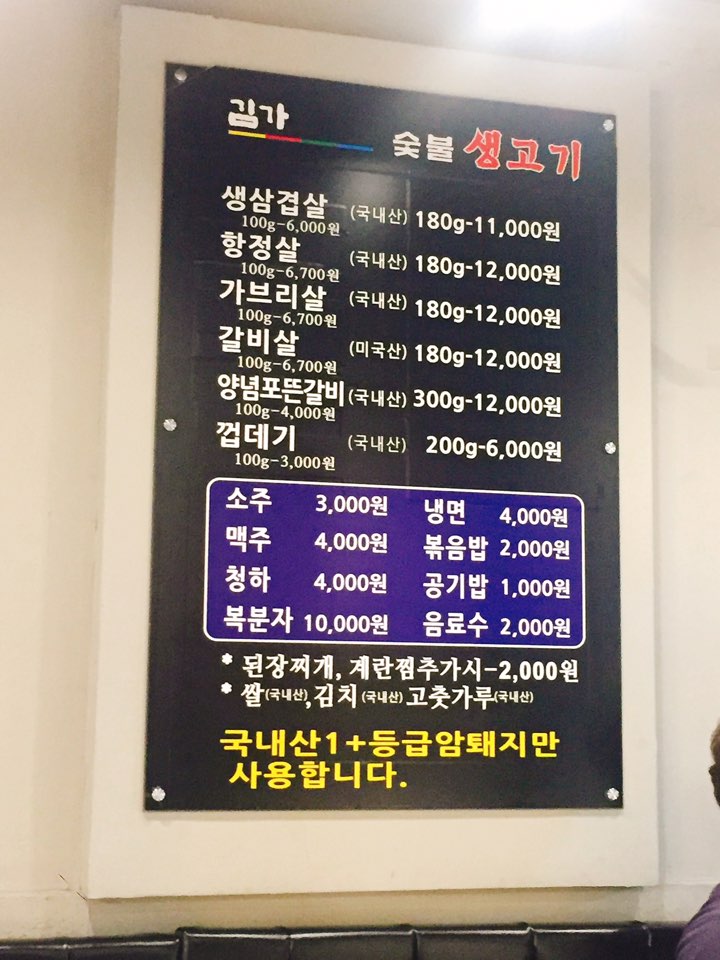 김가
숯불 생고기
생삼겹살 (국내산) 180g-11,000원
100g-6,000원
항정살 (국내산) 180g-12,000원
100g-6,700원
가브리살 (국내산) 180g-12,000원
100g-6,700원
갈비살 (미국산) 180g-12,000원
100g-6,700원
양념포뜬갈비 (국내산) 300g-12,000원
100g-4,000원
껍데기 (국내산) 200g-6,000원
100g-3,000원
소주 3,000원 냉면 4,000원
맥주 4,000원 볶음밥 2,000원
청하 4,000원 공기밥 1,000원
복분자 10,000원 음료수 2,000원
* 된장찌개, 계란찜추가시-2,000원
* 쌀(국내산),김치(국내산)고춧가루(국내산)
국내산1+등급암퇘지만
사용합니다.